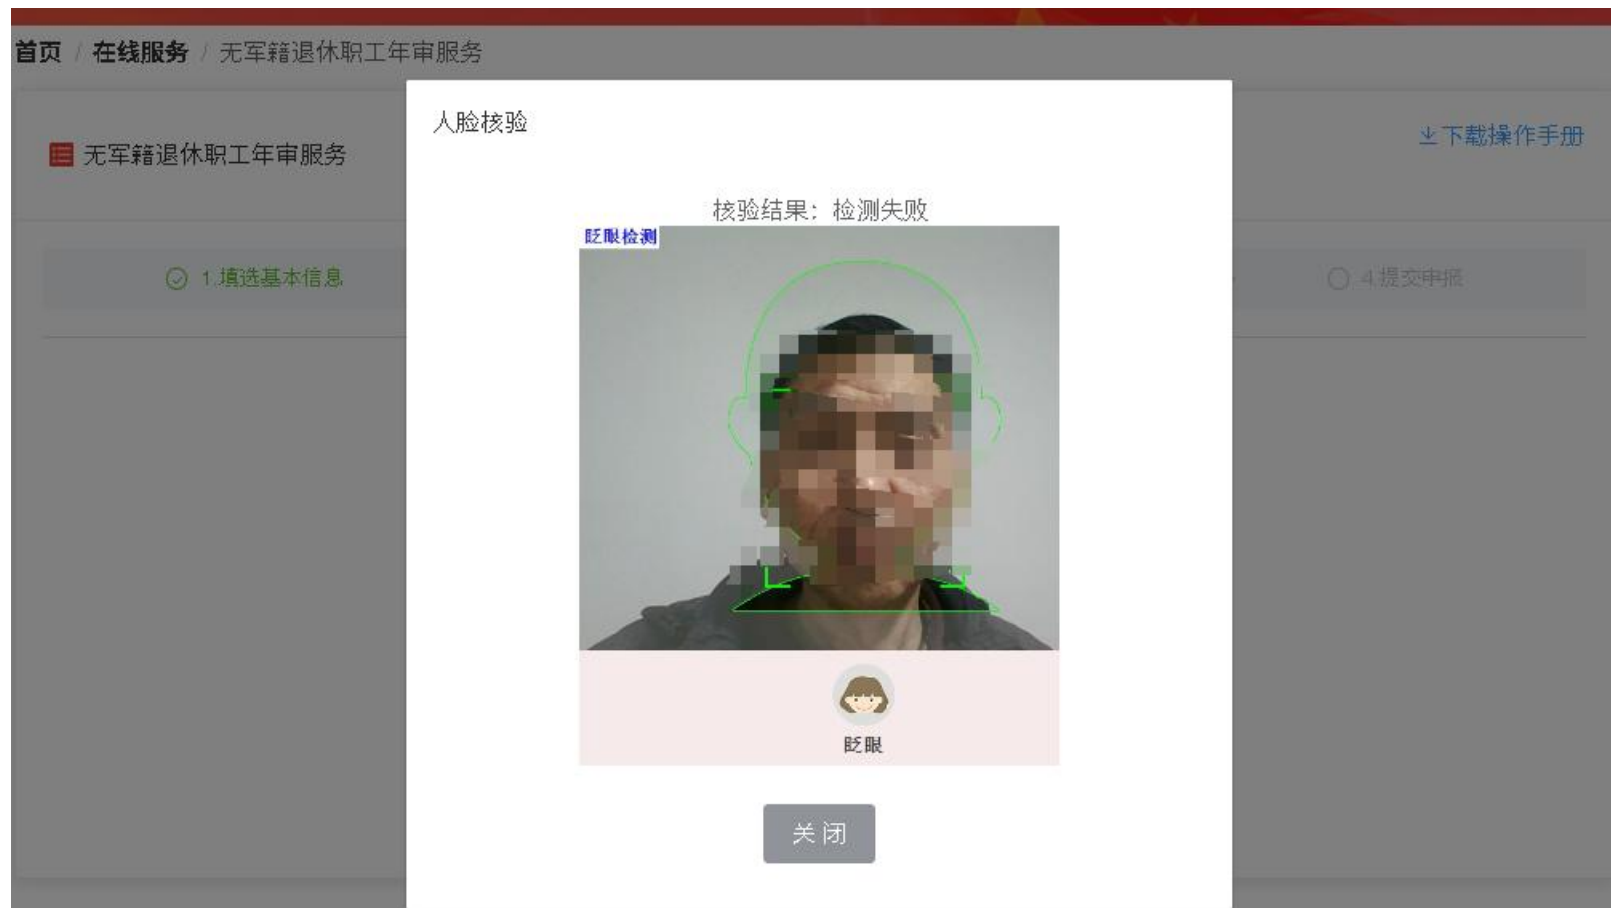 首页 / 在线服务 / 无军籍退休职工年审服务
无军籍退休职工年审服务
下载操作手册
1.填选基本信息
4.提交申报
人脸核验
核验结果：检测失败
眨眼检测
眨眼
关闭